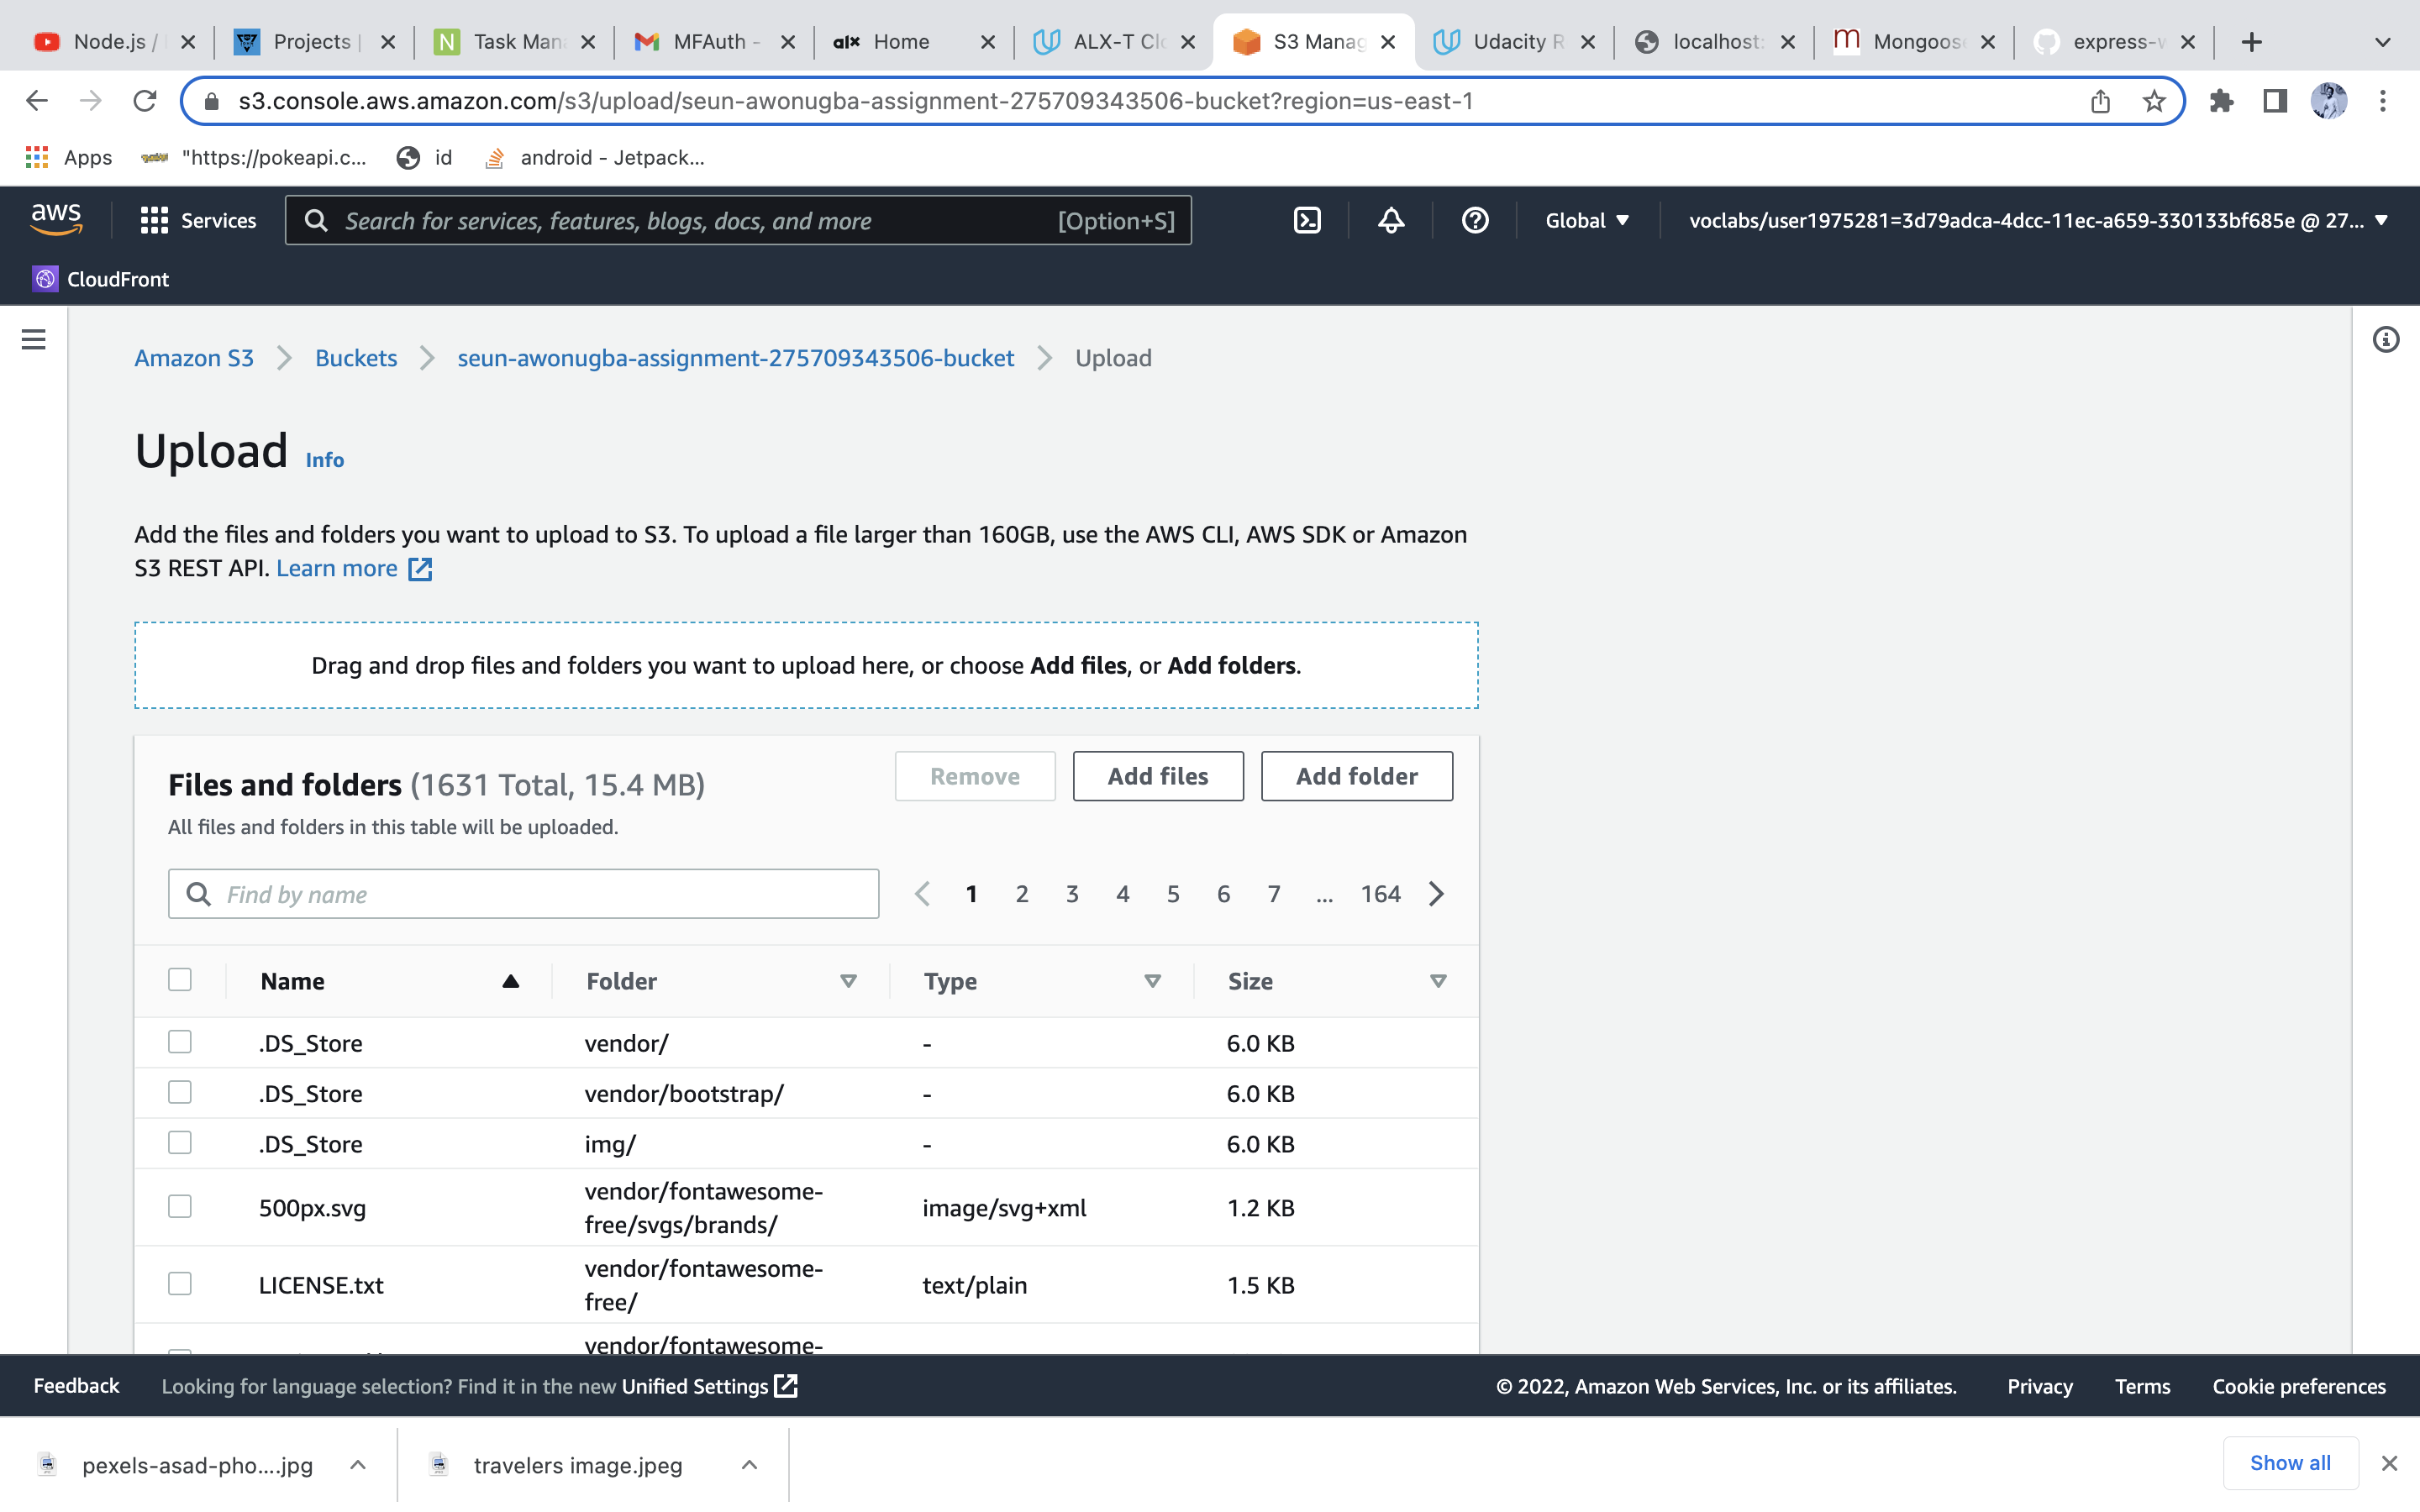 Node.js /
Projects
Task Man
MFAuth -
alx Home
ALX-T Clo
S3 Manag
Udacity R
localhost:
Mongoose
express-w
s3.console.aws.amazon.com/s3/upload/seun-awonugba-assignment-275709343506-bucket?region=us-east-1
Apps
"https://pokeapi.c...
id
android - Jetpack...
aws
Services
Search for services, features, blogs, docs, and more
[Option+S]
Global
voclabs/user1975281=3d79adca-4dcc-11ec-a659-330133bf685e @ 27...
CloudFront
Amazon S3
Buckets
seun-awonugba-assignment-275709343506-bucket
Upload
Upload Info
Add the files and folders you want to upload to S3. To upload a file larger than 160GB, use the AWS CLI, AWS SDK or Amazon
S3 REST API. Learn more
Drag and drop files and folders you want to upload here, or choose Add files, or Add folders.
Files and folders (1631 Total, 15.4 MB)
Remove
Add files
Add folder
All files and folders in this table will be uploaded.
Find by name
1 2 3 4 5 6 7 ... 164
Name Folder Type Size
.DS_Store vendor/ - 6.0 KB
.DS_Store vendor/bootstrap/ - 6.0 KB
.DS_Store img/ - 6.0 KB
500px.svg vendor/fontawesome-
free/svgs/brands/ image/svg+xml 1.2 KB
LICENSE.txt vendor/fontawesome-
free/ text/plain 1.5 KB
vendor/fontawesome-
Feedback
Looking for language selection? Find it in the new Unified Settings
© 2022, Amazon Web Services, Inc. or its affiliates.
Privacy
Terms
Cookie preferences
pexels-asad-pho....jpg
travelers image.jpeg
Show all